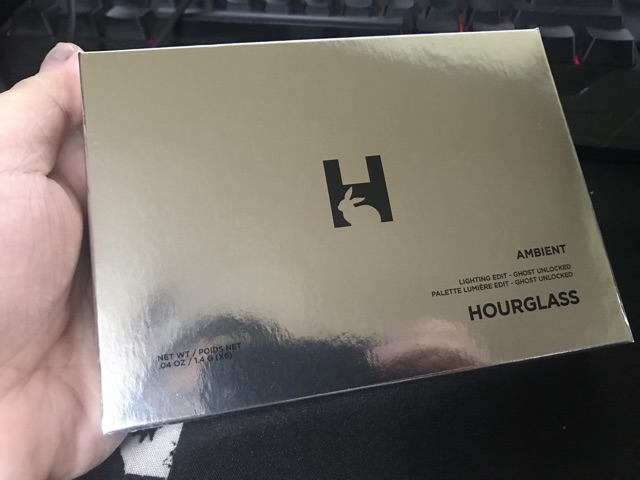 H
AMBIENT
LIGHTING EDIT - GHOST UNLOCKED
PALETTE LUMIÈRE EDIT - GHOST UNLOCKED
HOURGLASS
NET WT / POIDS NET
.04 OZ / 1.4 G (X6)